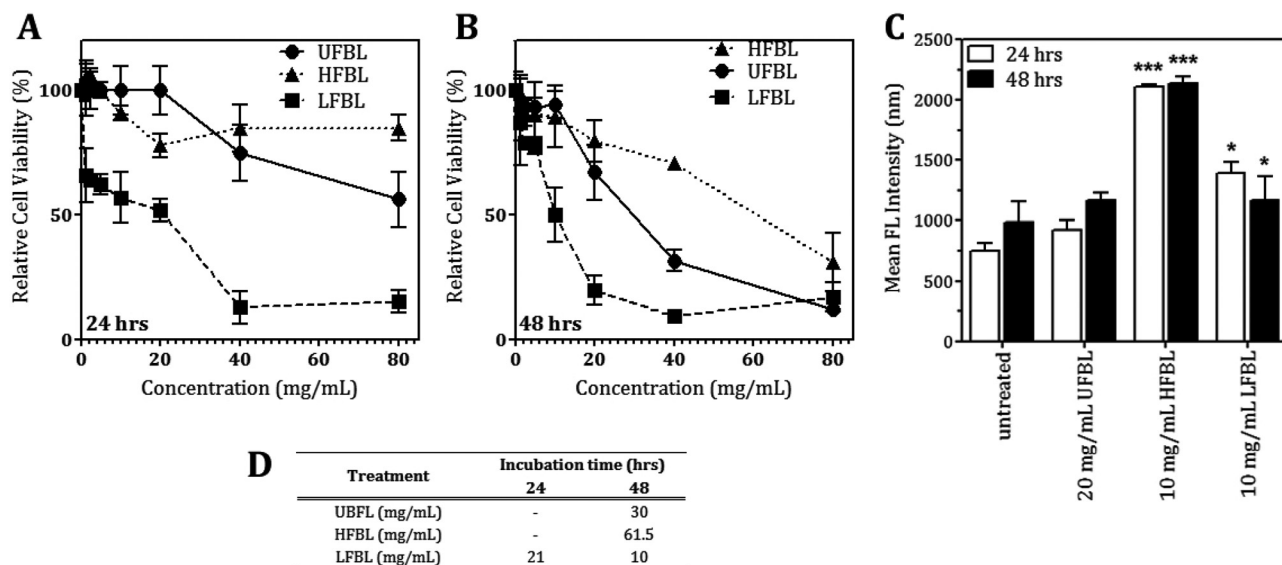 A
UFBL
HFBL
LFBL
Relative Cell Viability (%)
100
50
0
24 hrs
0 20 40 60 80
Concentration (mg/mL)
B
HFBL
UFBL
LFBL
Relative Cell Viability (%)
100
50
0
48 hrs
0 20 40 60 80
Concentration (mg/mL)
C
24 hrs
48 hrs
Mean FL Intensity (nm)
2500
2000
1500
1000
500
0
*** ***
* *
untreated
20 mg/mL UFBL
10 mg/mL HFBL
10 mg/mL LFBL
D
Treatment Incubation time (hrs)
24 48
UBFL (mg/mL) - 30
HFBL (mg/mL) - 61.5
LFBL (mg/mL) 21 10